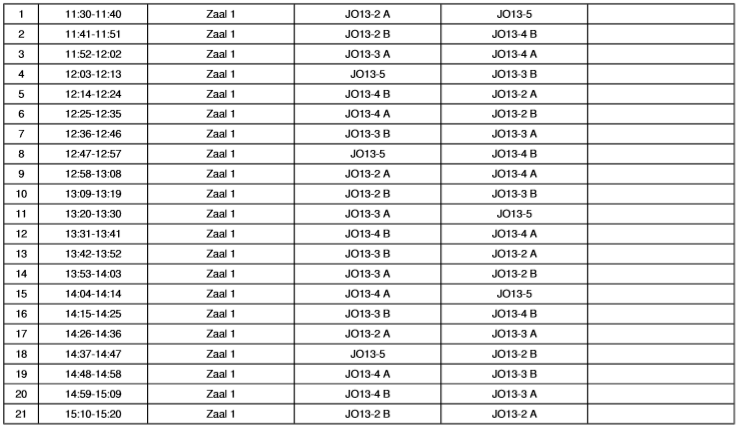 1 11:30-11:40 Zaal 1 JO13-2 A JO13-5
2 11:41-11:51 Zaal 1 JO13-2 B JO13-4 B
3 11:52-12:02 Zaal 1 JO13-3 A JO13-4 A
4 12:03-12:13 Zaal 1 JO13-5 JO13-3 B
5 12:14-12:24 Zaal 1 JO13-4 B JO13-2 A
6 12:25-12:35 Zaal 1 JO13-4 A JO13-2 B
7 12:36-12:46 Zaal 1 JO13-3 B JO13-3 A
8 12:47-12:57 Zaal 1 JO13-5 JO13-4 B
9 12:58-13:08 Zaal 1 JO13-2 A JO13-4 A
10 13:09-13:19 Zaal 1 JO13-2 B JO13-3 B
11 13:20-13:30 Zaal 1 JO13-3 A JO13-5
12 13:31-13:41 Zaal 1 JO13-4 B JO13-4 A
13 13:42-13:52 Zaal 1 JO13-3 B JO13-2 A
14 13:53-14:03 Zaal 1 JO13-3 A JO13-2 B
15 14:04-14:14 Zaal 1 JO13-4 A JO13-5
16 14:15-14:25 Zaal 1 JO13-3 B JO13-4 B
17 14:26-14:36 Zaal 1 JO13-2 A JO13-3 A
18 14:37-14:47 Zaal 1 JO13-5 JO13-2 B
19 14:48-14:58 Zaal 1 JO13-4 A JO13-3 B
20 14:59-15:09 Zaal 1 JO13-4 B JO13-3 A
21 15:10-15:20 Zaal 1 JO13-2 B JO13-2 A